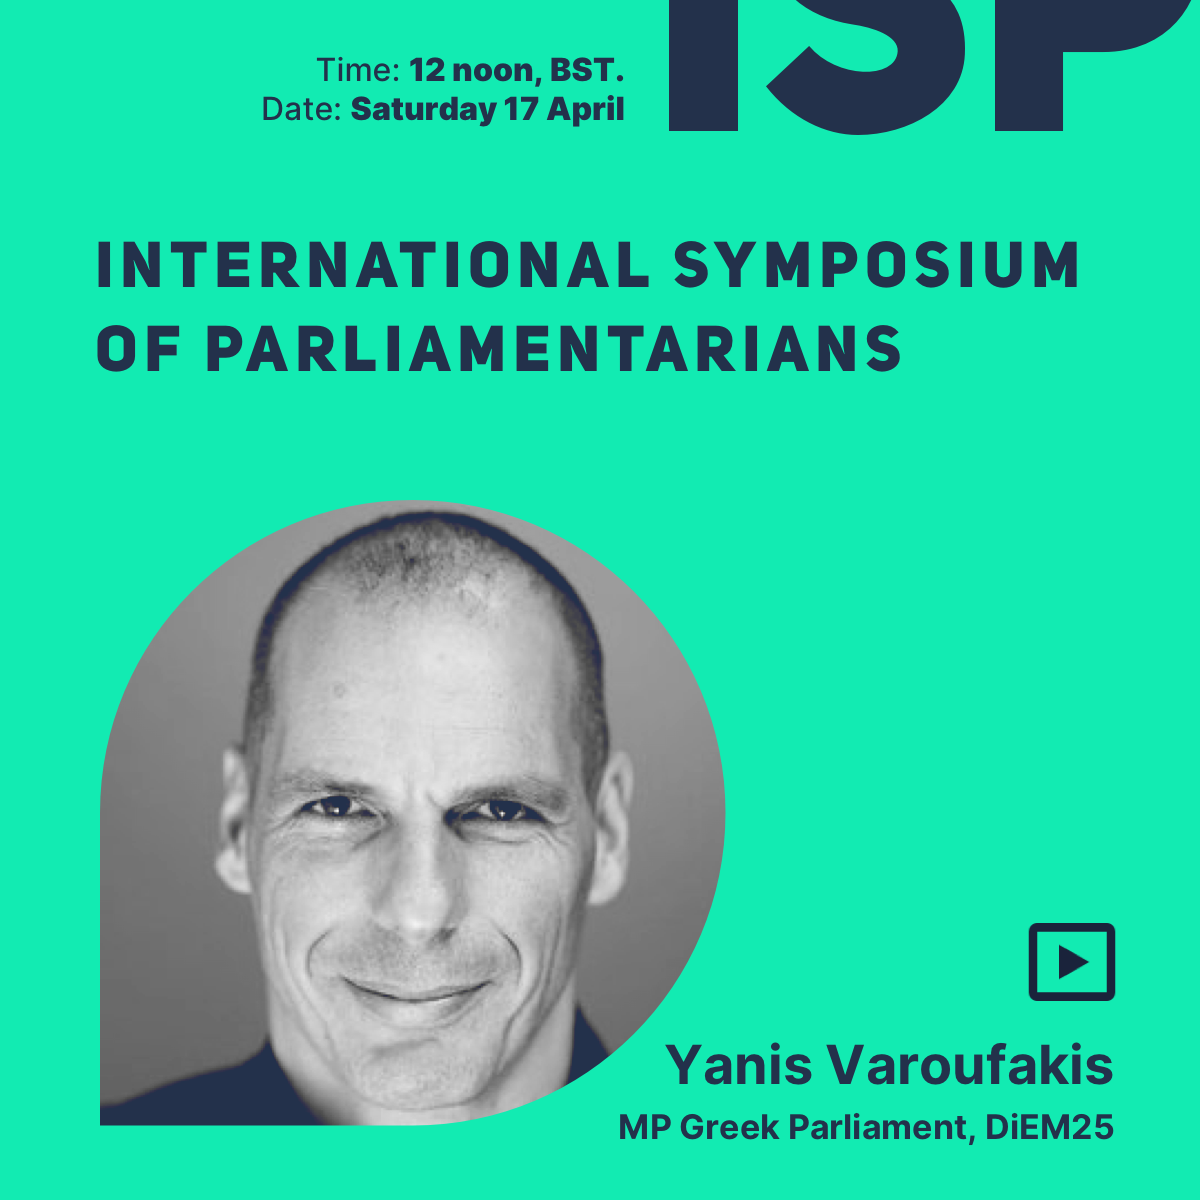 Time: 12 noon, BST.
Date: Saturday 17 April
ISP
INTERNATIONAL SYMPOSIUM
OF PARLIAMENTARIANS
Yanis Varoufakis
MP Greek Parliament, DiEM25